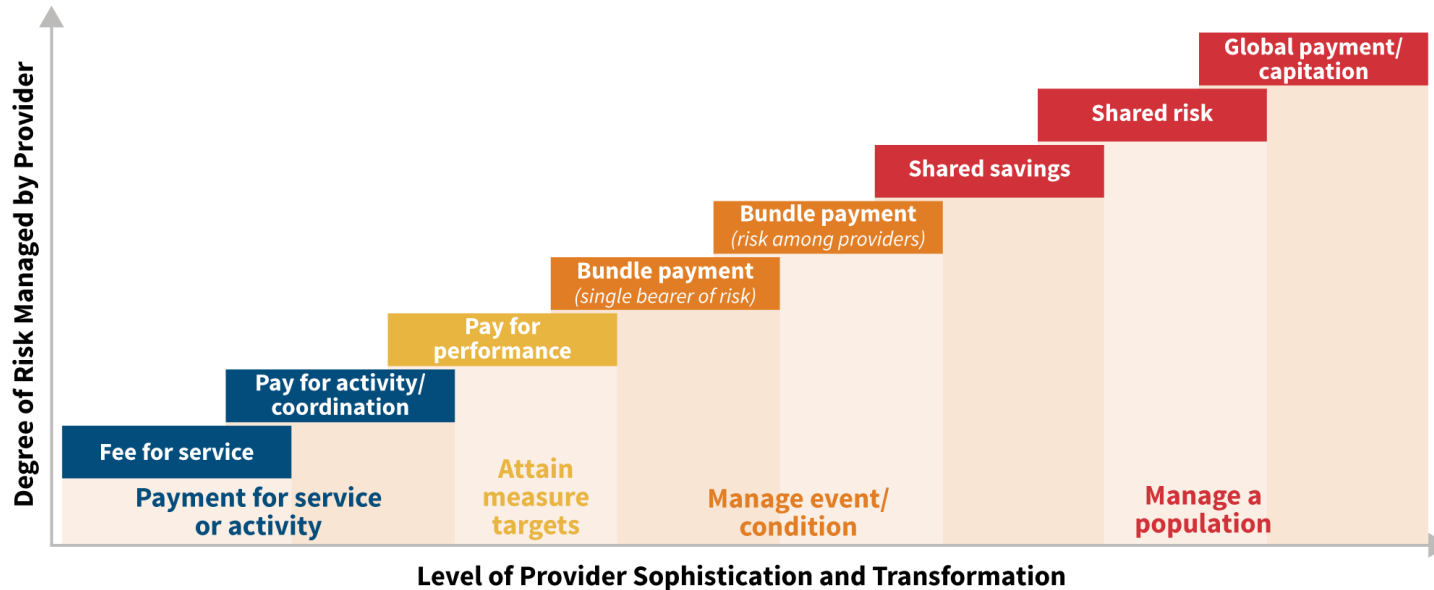 Degree of Risk Managed by Provider
Global payment/
capitation
Shared risk
Shared savings
Bundle payment
(risk among providers)
Bundle payment
(single bearer of risk)
Pay for
performance
Pay for activity/
coordination
Fee for service
Payment for service
or activity
Attain
measure
targets
Manage event/
condition
Manage a
population
Level of Provider Sophistication and Transformation